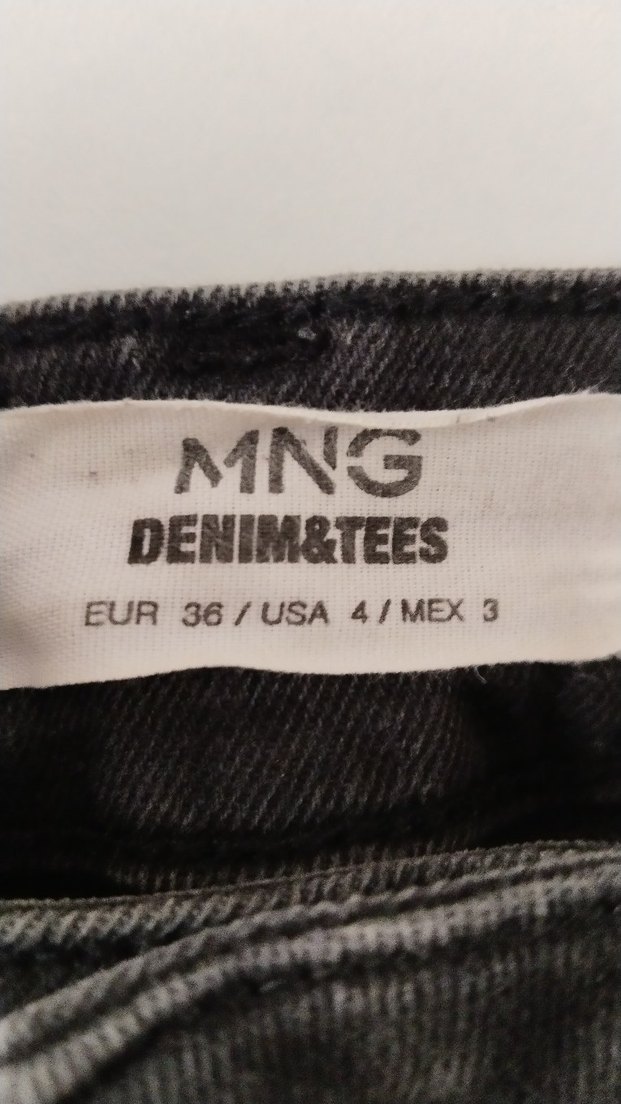 MNG
DENIM&TEES
EUR 36 / USA 4 / MEX 3